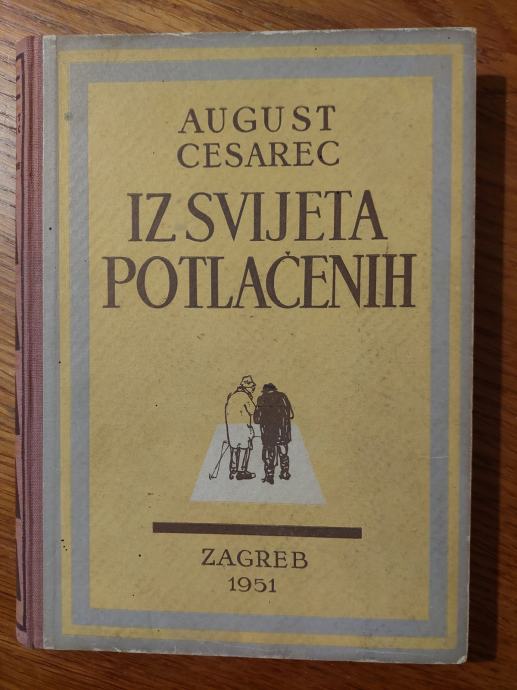 AUGUST
CESAREC
IZ SVIJETA
POTLAČENIH
ZAGREB
1951